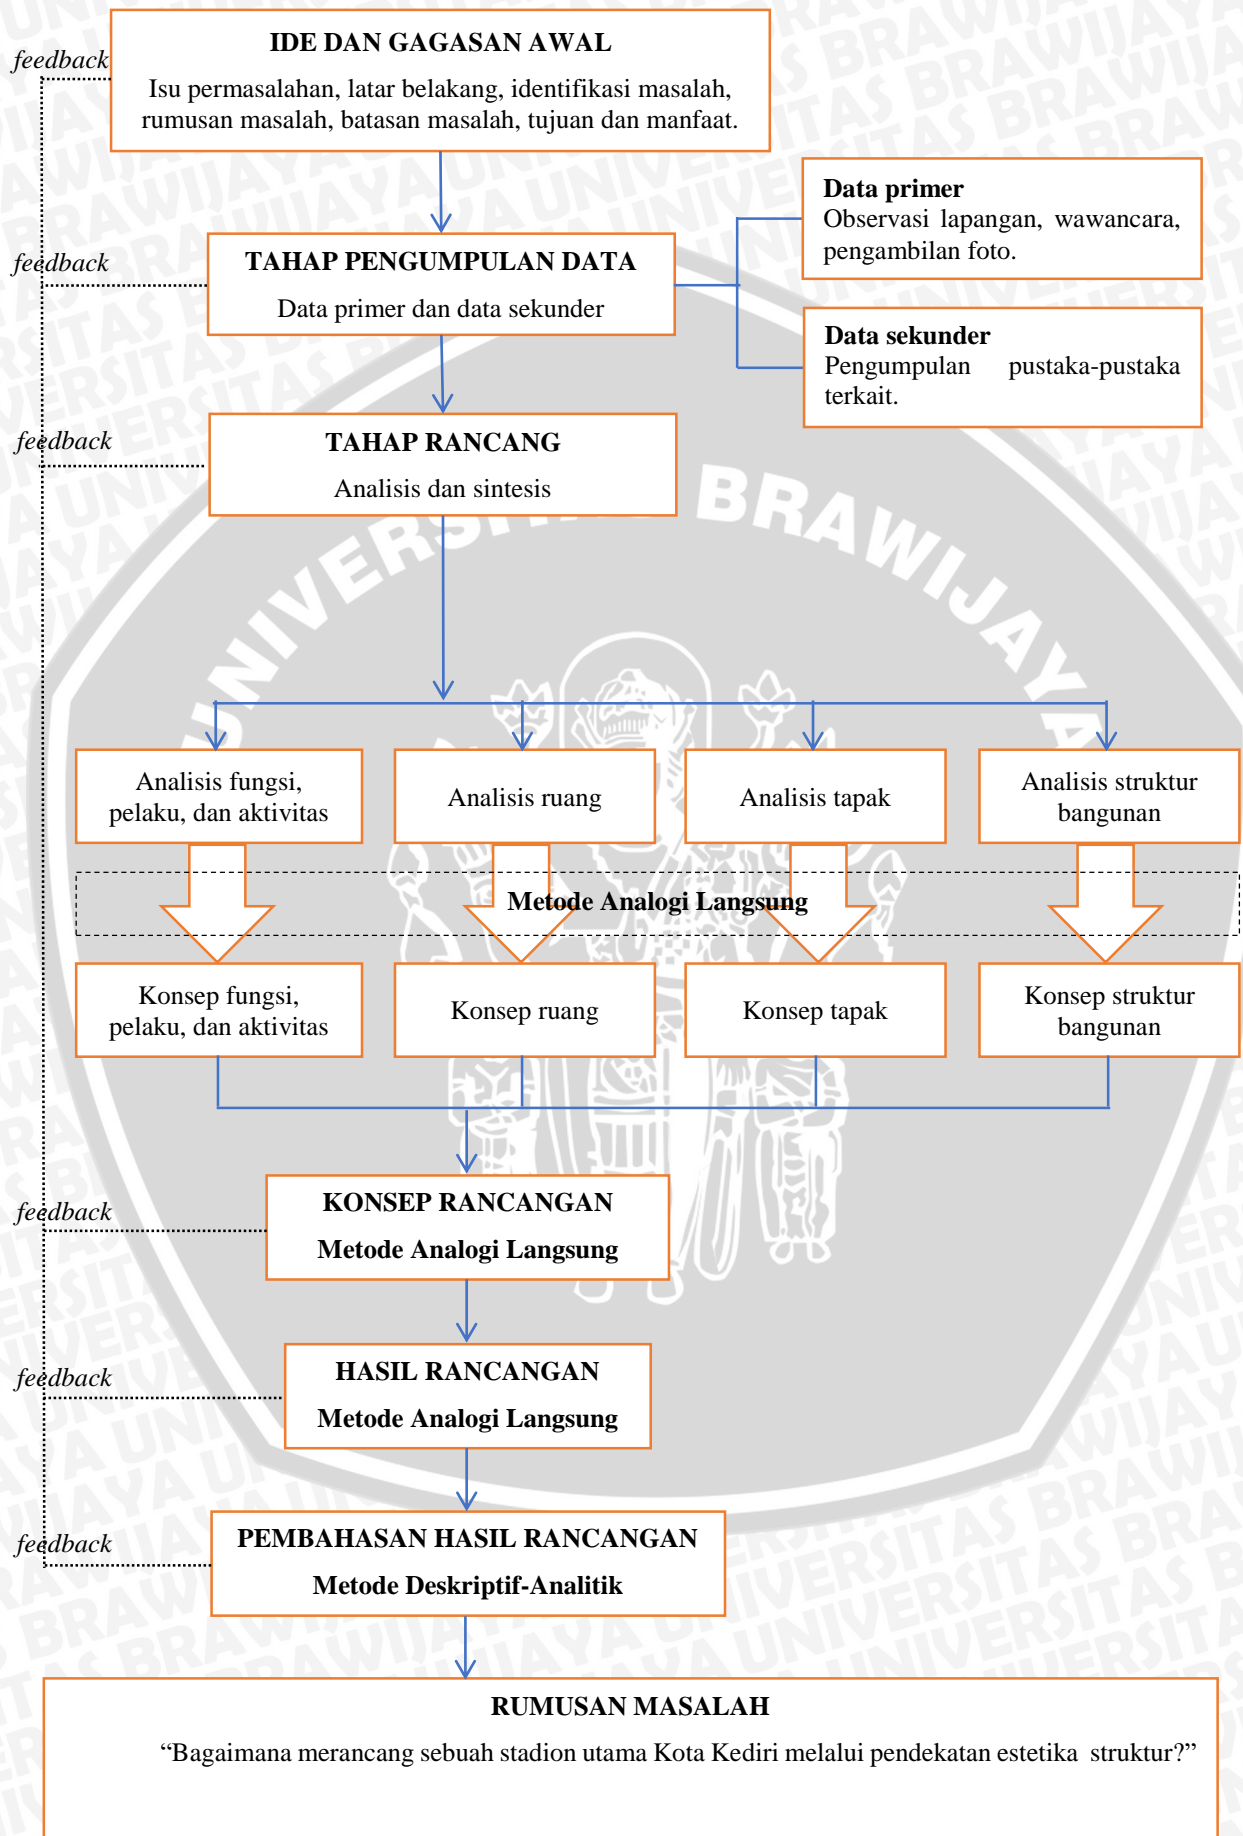 IDE DAN GAGASAN AWAL
feedback
Isu permasalahan, latar belakang, identifikasi masalah,
rumusan masalah, batasan masalah, tujuan dan manfaat.
Data primer
Observasi lapangan, wawancara,
pengambilan foto.
feedback
TAHAP PENGUMPULAN DATA
Data primer dan data sekunder
Data sekunder
Pengumpulan pustaka-pustaka
terkait.
feedback
TAHAP RANCANG
Analisis dan sintesis
UNIVERSITAS BRAWIJAYA
Analisis fungsi,
pelaku, dan aktivitas
Analisis ruang
Analisis tapak
Analisis struktur
bangunan
Metode Analogi Langsung
Konsep fungsi,
pelaku, dan aktivitas
Konsep ruang
Konsep tapak
Konsep struktur
bangunan
feedback
KONSEP RANCANGAN
Metode Analogi Langsung
feedback
HASIL RANCANGAN
Metode Analogi Langsung
feedback
PEMBAHASAN HASIL RANCANGAN
Metode Deskriptif-Analitik
RUMUSAN MASALAH
“Bagaimana merancang sebuah stadion utama Kota Kediri melalui pendekatan estetika struktur?”